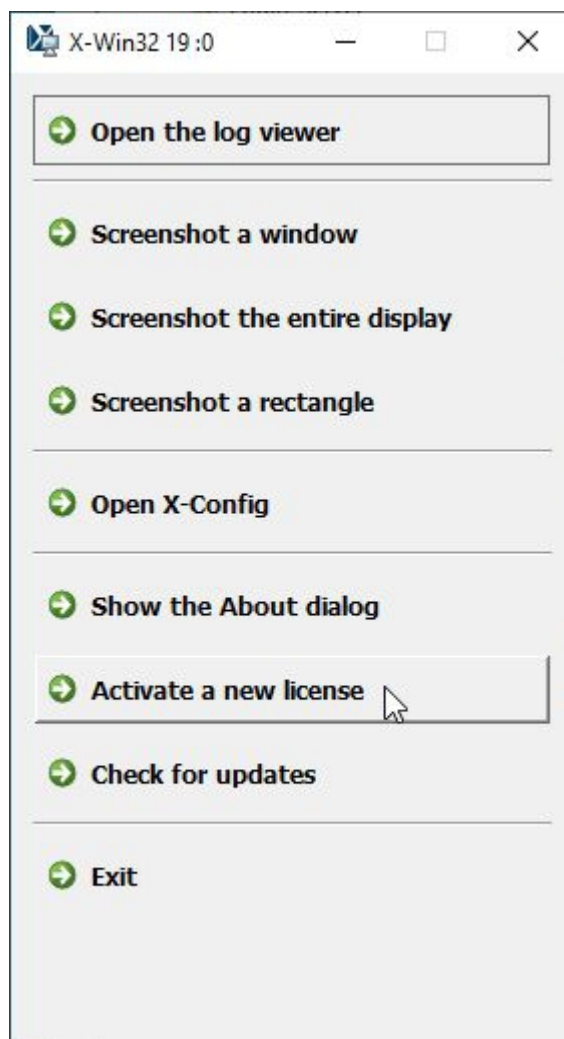 X-Win32 19 :0
Open the log viewer
Screenshot a window
Screenshot the entire display
Screenshot a rectangle
Open X-Config
Show the About dialog
Activate a new license
Check for updates
Exit